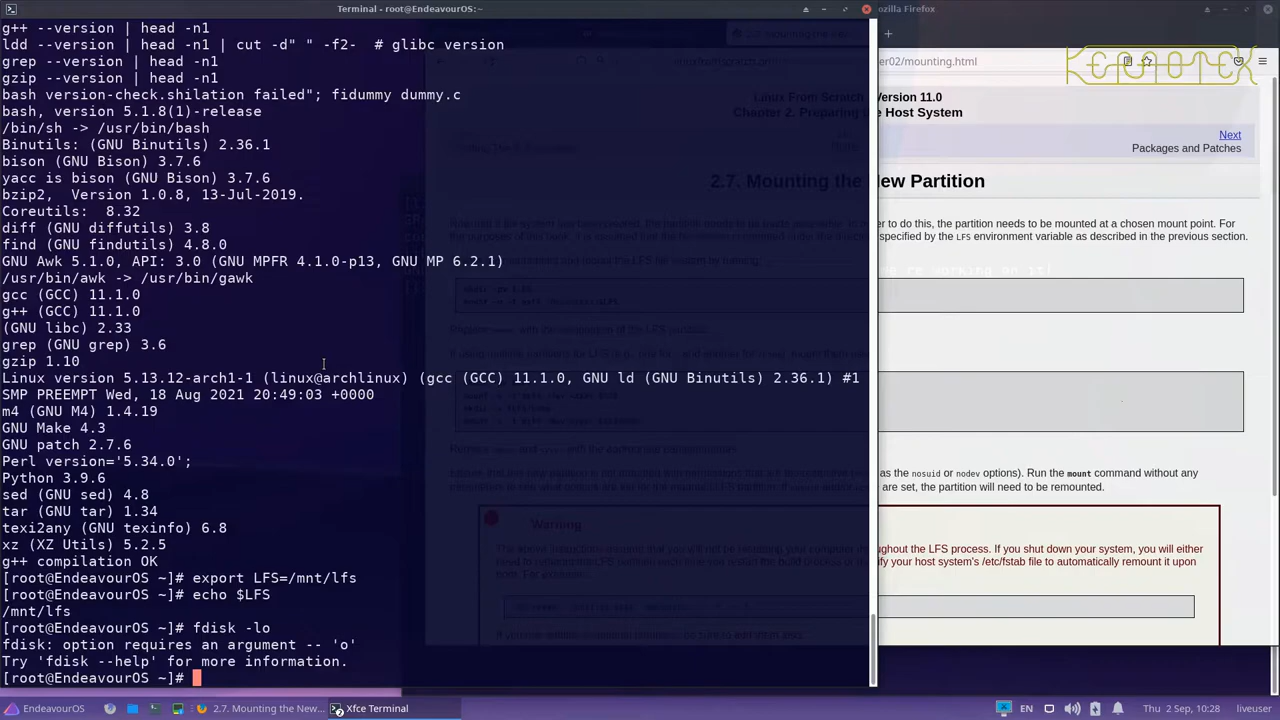 Terminal - root@EndeavourOS:~
ozilla Firefox
g++ --version | head -n1
ldd --version | head -n1 | cut -d" " -f2-  # glibc version
grep --version | head -n1
gzip --version | head -n1
bash version-check.shilation failed"; fidummy dummy.c
bash, version 5.1.8(1)-release
/bin/sh -> /usr/bin/bash
Binutils: (GNU Binutils) 2.36.1
bison (GNU Bison) 3.7.6
yacc is bison (GNU Bison) 3.7.6
bzip2,  Version 1.0.8, 13-Jul-2019.
Coreutils:  8.32
diff (GNU diffutils) 3.8
find (GNU findutils) 4.8.0
GNU Awk 5.1.0, API: 3.0 (GNU MPFR 4.1.0-p13, GNU MP 6.2.1)
/usr/bin/awk -> /usr/bin/gawk
gcc (GCC) 11.1.0
g++ (GCC) 11.1.0
(GNU libc) 2.33
grep (GNU grep) 3.6
gzip 1.10
Linux version 5.13.12-arch1-1 (linux@archlinux) (gcc (GCC) 11.1.0, GNU ld (GNU Binutils) 2.36.1) #1
SMP PREEMPT Wed, 18 Aug 2021 20:49:03 +0000
m4 (GNU M4) 1.4.19
GNU Make 4.3
GNU patch 2.7.6
Perl version='5.34.0';
Python 3.9.6
sed (GNU sed) 4.8
tar (GNU tar) 1.34
texi2any (GNU texinfo) 6.8
xz (XZ Utils) 5.2.5
g++ compilation OK
[root@EndeavourOS ~]# export LFS=/mnt/lfs
[root@EndeavourOS ~]# echo $LFS
/mnt/lfs
[root@EndeavourOS ~]# fdisk -lo
fdisk: option requires an argument -- 'o'
Try 'fdisk --help' for more information.
[root@EndeavourOS ~]#
er02/mounting.html
Linux From Scratch - Version 11.0
Chapter 2. Preparing the Host System
Next
Packages and Patches
2.7. Mounting the New Partition
r to do this, the partition needs to be mounted at a chosen mount point. For
specified by the LFS environment variable as described in the previous section.
re working on it!
as the nosuid or nodev options). Run the mount command without any
are set, the partition will need to be remounted.
Warning
ughout the LFS process. If you shut down your system, you will either
ify your host system's /etc/fstab file to automatically remount it upon
EndeavourOS
2.7. Mounting the New...
Xfce Terminal
EN
Thu 2 Sep, 10:28
liveuser